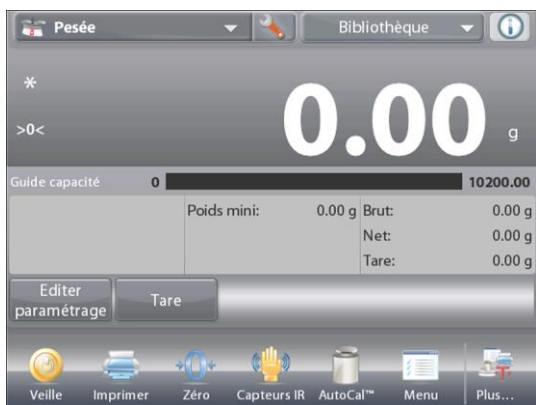 Pesée
Bibliothèque
*
>0<
0.00 g
Guide capacité 0 10200.00
Poids mini: 0.00 g Brut: 0.00 g
Net: 0.00 g
Tare: 0.00 g
Editer paramétrage
Tare
Veille Imprimer Zéro Capteurs IR AutoCal™ Menu Plus...